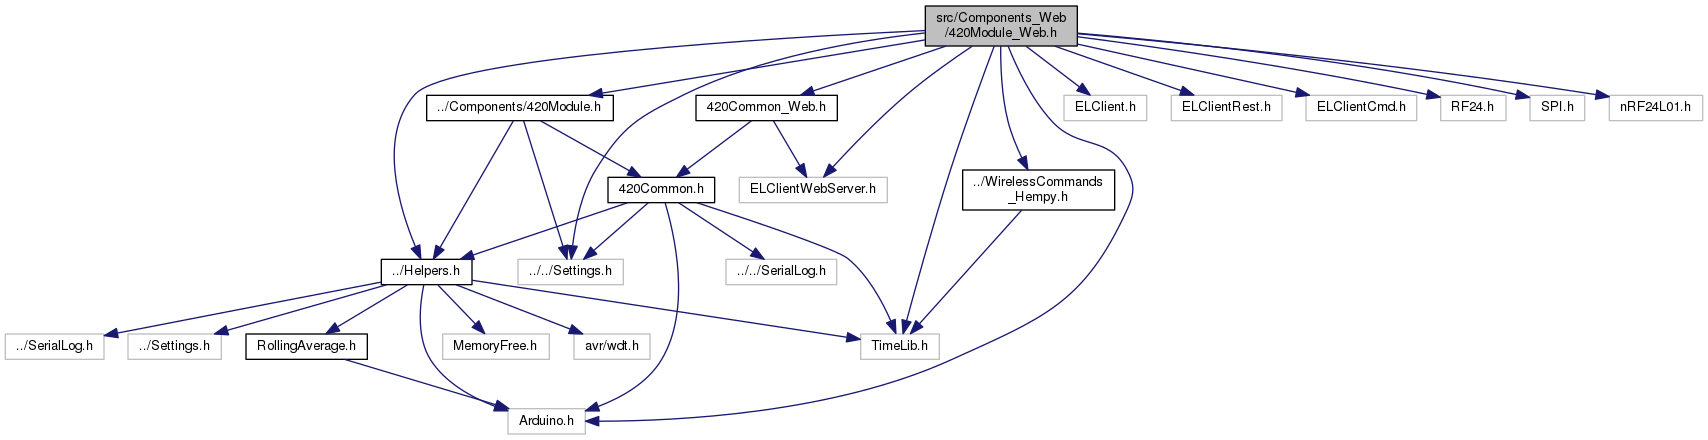 src/Components_Web
/420Module_Web.h
../Components/420Module.h
420Common_Web.h
ELClient.h
ELClientRest.h
ELClientCmd.h
RF24.h
SPI.h
nRF24L01.h
420Common.h
ELClientWebServer.h
../WirelessCommands
_Hempy.h
../Helpers.h
../../Settings.h
../../SerialLog.h
../SerialLog.h
../Settings.h
RollingAverage.h
MemoryFree.h
avr/wdt.h
TimeLib.h
Arduino.h